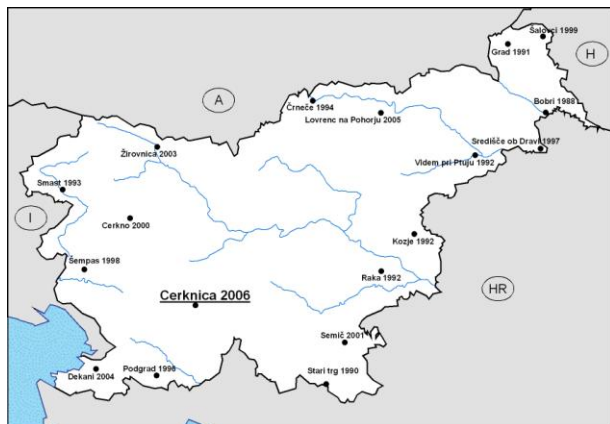 Šalovci 1999
Grad 1991
H
A
Črneče 1994
Bobri 1988
Lovrenc na Pohorju 2005
Središče ob Dravi 1997
Žirovnica 2003
Videm pri Ptuju 1992
Smast 1993
I
Cerkno 2000
Kozje 1992
Šempas 1998
Raka 1992
HR
Cerknica 2006
Semič 2001
Dekani 2004
Podgrad 1996
Stari trg 1990